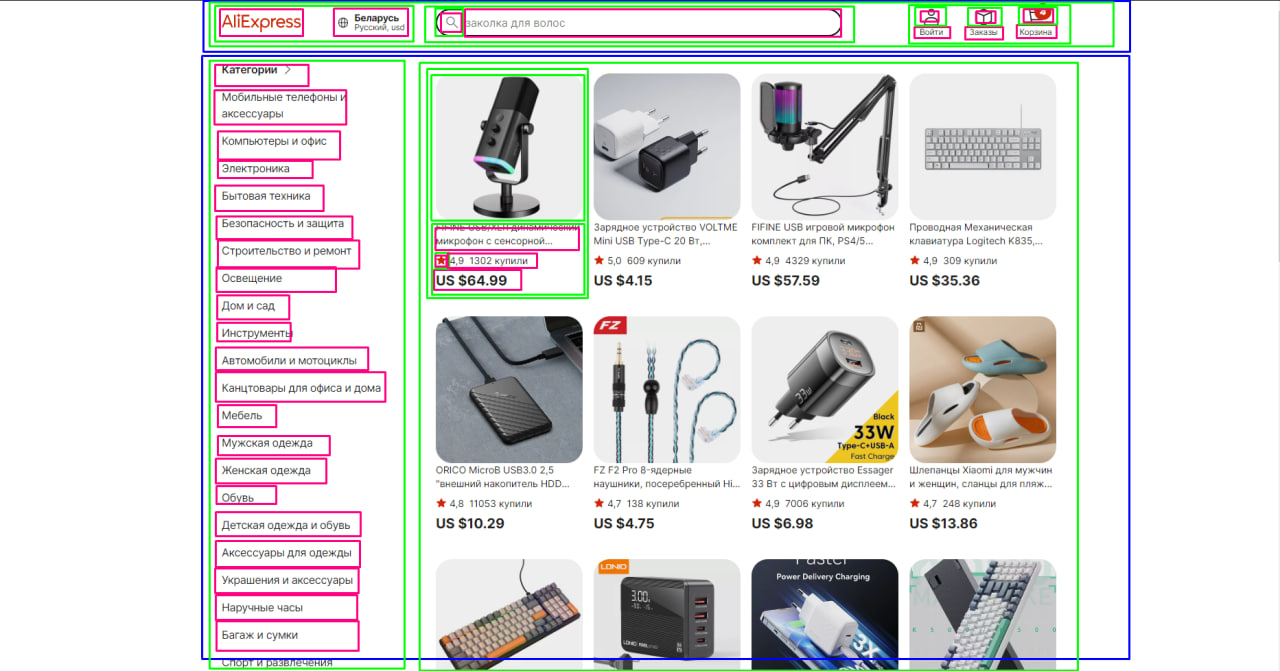 AliExpress
Беларусь
Русский, usd
заколка для волос
Войти
Заказы
Корзина
Категории
Мобильные телефоны и
аксессуары
Компьютеры и офис
Электроника
Бытовая техника
Безопасность и защита
Строительство и ремонт
Освещение
Дом и сад
Инструменты
Автомобили и мотоциклы
Канцтовары для офиса и дома
Мебель
Мужская одежда
Женская одежда
Обувь
Детская одежда и обувь
Аксессуары для одежды
Украшения и аксессуары
Наручные часы
Багаж и сумки
Спорт и развлечения
FIFINE USB/XLR динамический
микрофон с сенсорной...
4,9 1302 купили
US $64.99
Зарядное устройство VOLTME
Mini USB Type-C 20 Вт,...
5,0 609 купили
US $4.15
FIFINE USB игровой микрофон
комплект для ПК, PS4/5...
4,9 4329 купили
US $57.59
Проводная Механическая
клавиатура Logitech K835,...
4,9 309 купили
US $35.36
FZ
33W
Black
33W
Type-C+USB-A
Fast Charge
ORICO MicroB USB3.0 2,5
"внешний накопитель HDD...
4,8 11053 купили
US $10.29
FZ F2 Pro 8-ядерные
наушники, посеребренный Hi...
4,7 138 купили
US $4.75
Зарядное устройство Essager
33 Вт с цифровым дисплеем...
4,9 7006 купили
US $6.98
Шлепанцы Xiaomi для мужчин
и женщин, сланцы для пляж...
4,7 248 купили
US $13.86
LDNIO
3.00
Faster
Power Delivery Charging
3X